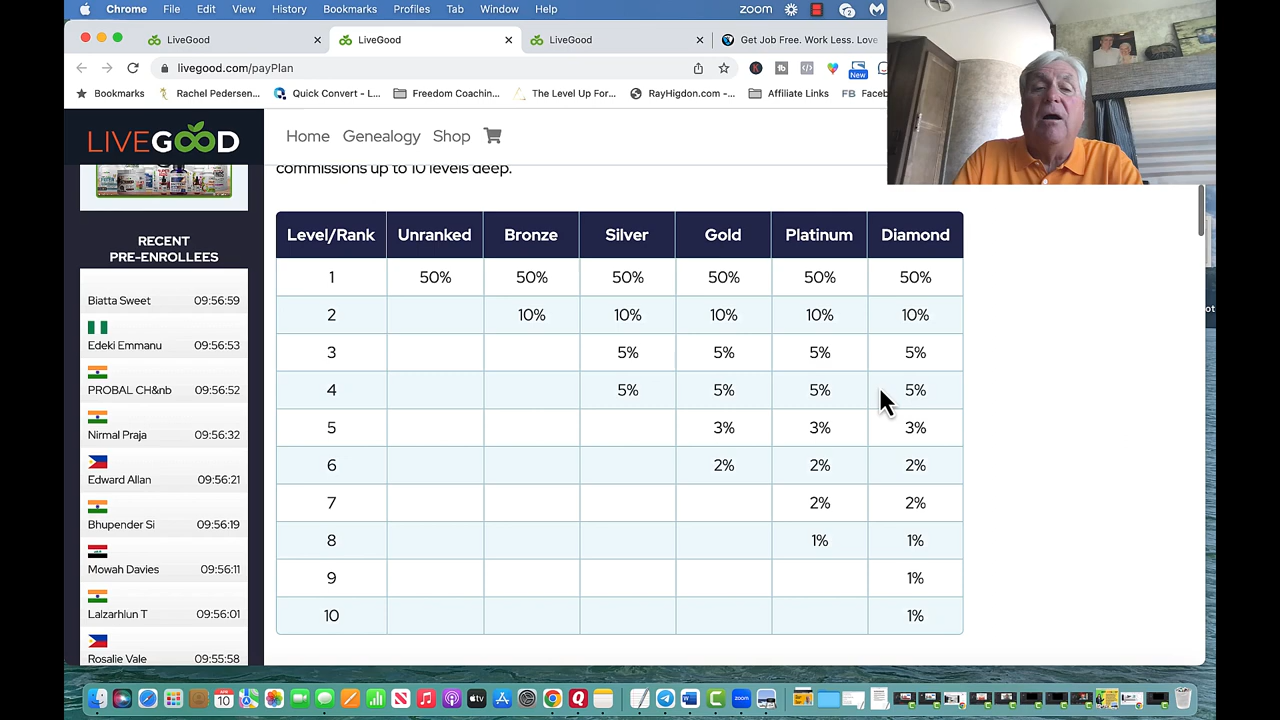 Chrome File Edit View History Bookmarks Profiles Tab Window Help zoom
LiveGood × LiveGood × LiveGood × Get Job Free. Work Less. Love
livegood.com/payPlan
New
Bookmarks Rachel Pedersen... Quick Convert - L... Freedom Coachin... The Level Up For... RayHigdon.com -... Affiliate Links FB Faceb
LIVEGOOD Home Genealogy Shop
commissions up to 10 levels deep.
RECENT
PRE-ENROLLEES
Biatta Sweet 09:56:59
Edeki Emmanu 09:56:53
PROBAL CH&nb 09:56:52
Nirmal Praja 09:56:32
Edward Allan 09:56:21
Bhupender Si 09:56:19
Mowah Davies 09:56:11
Lalzarhlun T 09:56:01
Rosalie Vale 09:55:58
Level/Rank Unranked Bronze Silver Gold Platinum Diamond
1 50% 50% 50% 50% 50% 50%
2 10% 10% 10% 10% 10%
3 5% 5% 5% 5%
4 5% 5% 5% 5%
5 3% 3% 3%
6 2% 2% 2%
7 2% 2%
8 1% 1%
9 1%
10 1%
ot
tv
zoom